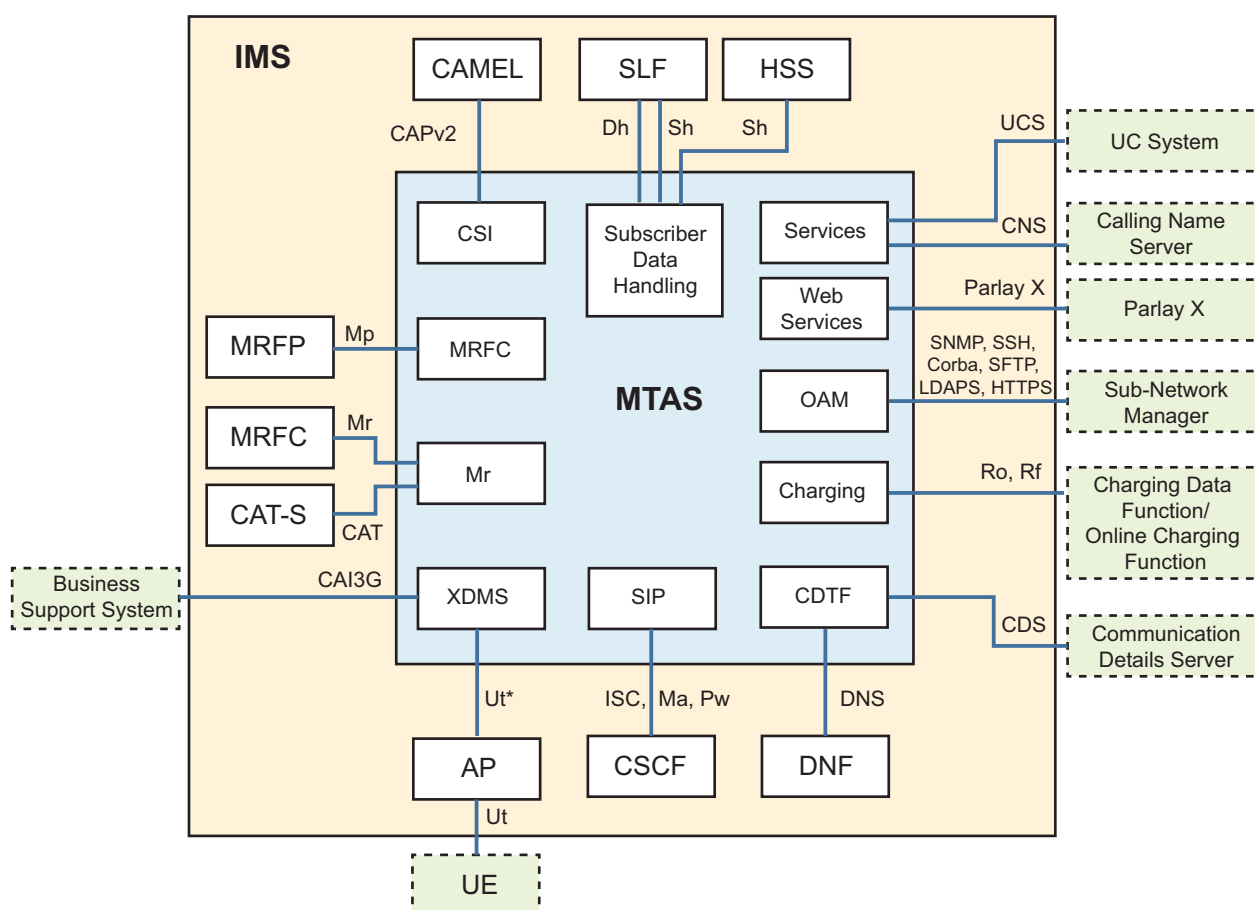 IMS
CAMEL
SLF
HSS
CAPv2
Dh
Sh
Sh
UCS
UC System
CSI
Subscriber
Data
Handling
Services
CNS
Calling Name
Server
Web
Services
Parlay X
Parlay X
MRFP
Mp
MRFC
MTAS
OAM
SNMP, SSH,
Corba, SFTP,
LDAPS, HTTPS
Sub-Network
Manager
MRFC
Mr
Mr
CAT-S
CAT
Charging
Ro, Rf
Charging Data
Function/
Online Charging
Function
Business
Support System
CAI3G
XDMS
SIP
CDTF
CDS
Communication
Details Server
Ut*
ISC, Ma, Pw
DNS
AP
CSCF
DNF
Ut
UE